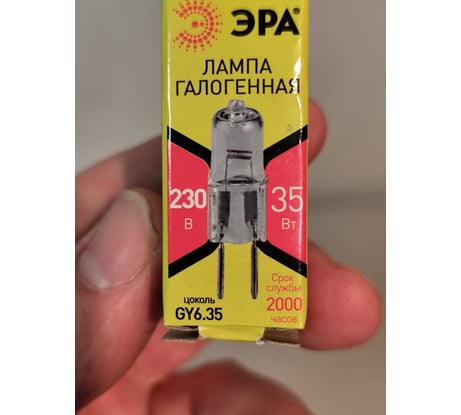 ЭРА
ЛАМПА
ГАЛОГЕННАЯ
230
В
35
Вт
цоколь
GY6.35
Срок
службы
2000
часов